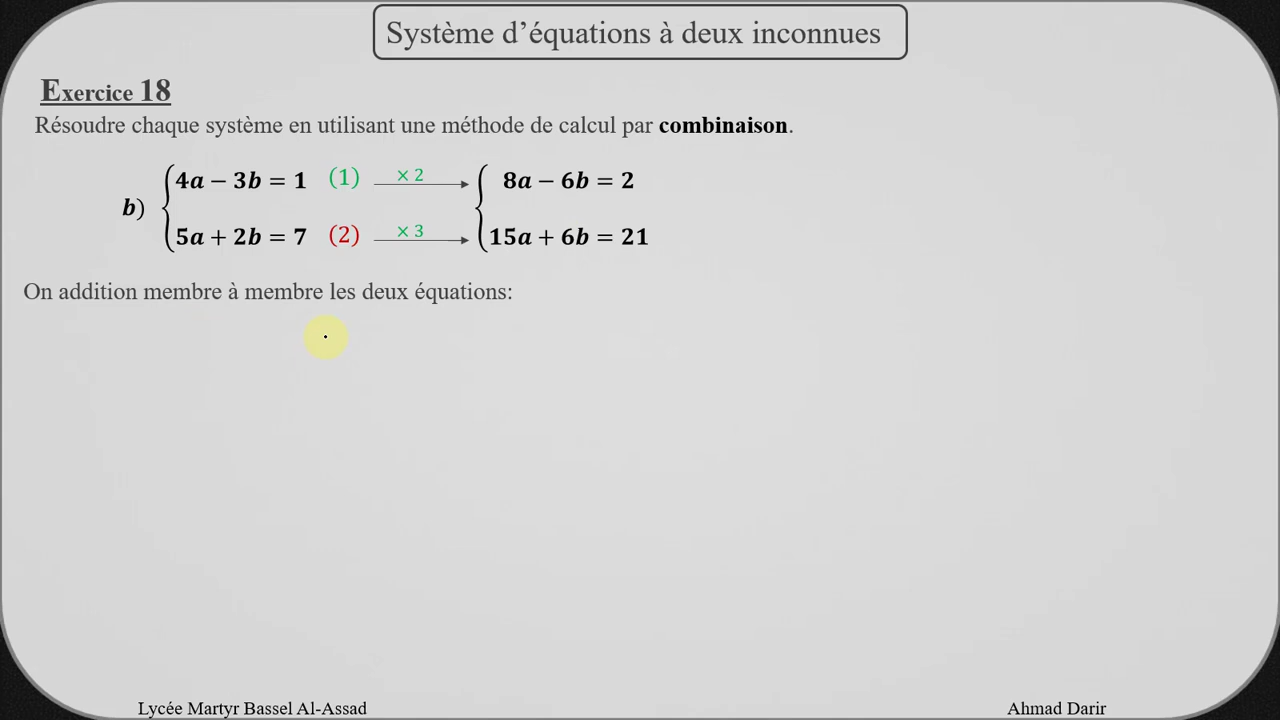 Système d’équations à deux inconnues
Exercice 18
Résoudre chaque système en utilisant une méthode de calcul par combinaison.
b) { 4a − 3b = 1 (1) × 2 → { 8a − 6b = 2
5a + 2b = 7 (2) × 3 → 15a + 6b = 21
On addition membre à membre les deux équations:
Lycée Martyr Bassel Al-Assad
Ahmad Darir